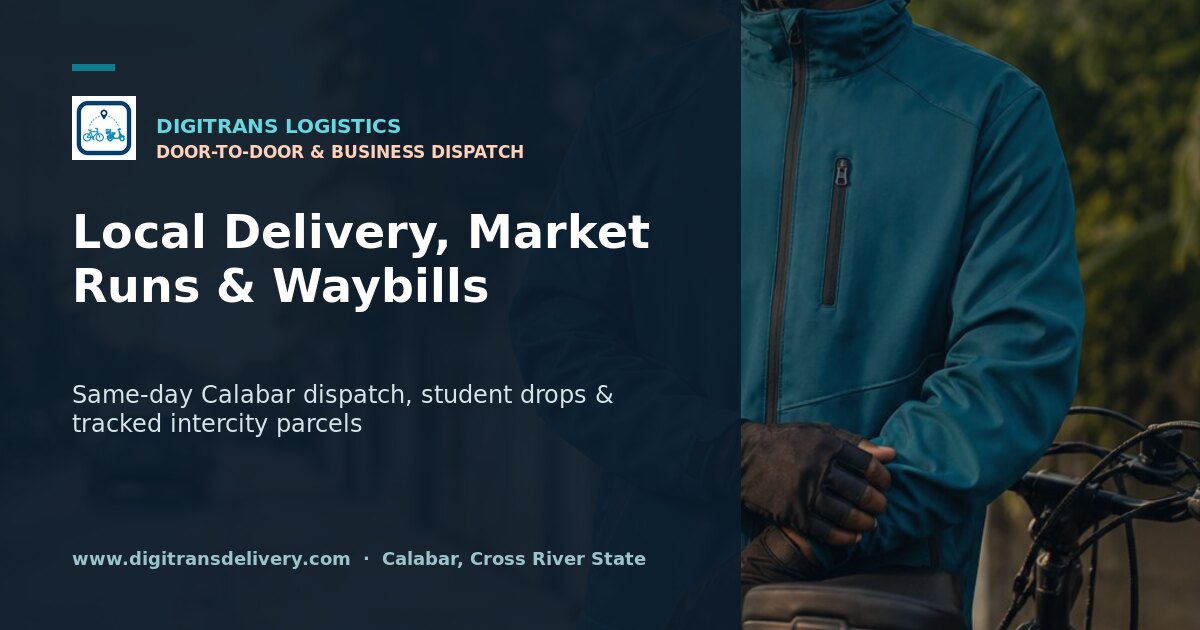 DIGITRANS LOGISTICS
DOOR-TO-DOOR & BUSINESS DISPATCH
Local Delivery, Market
Runs & Waybills
Same-day Calabar dispatch, student drops &
tracked intercity parcels
www.digitransdelivery.com · Calabar, Cross River State